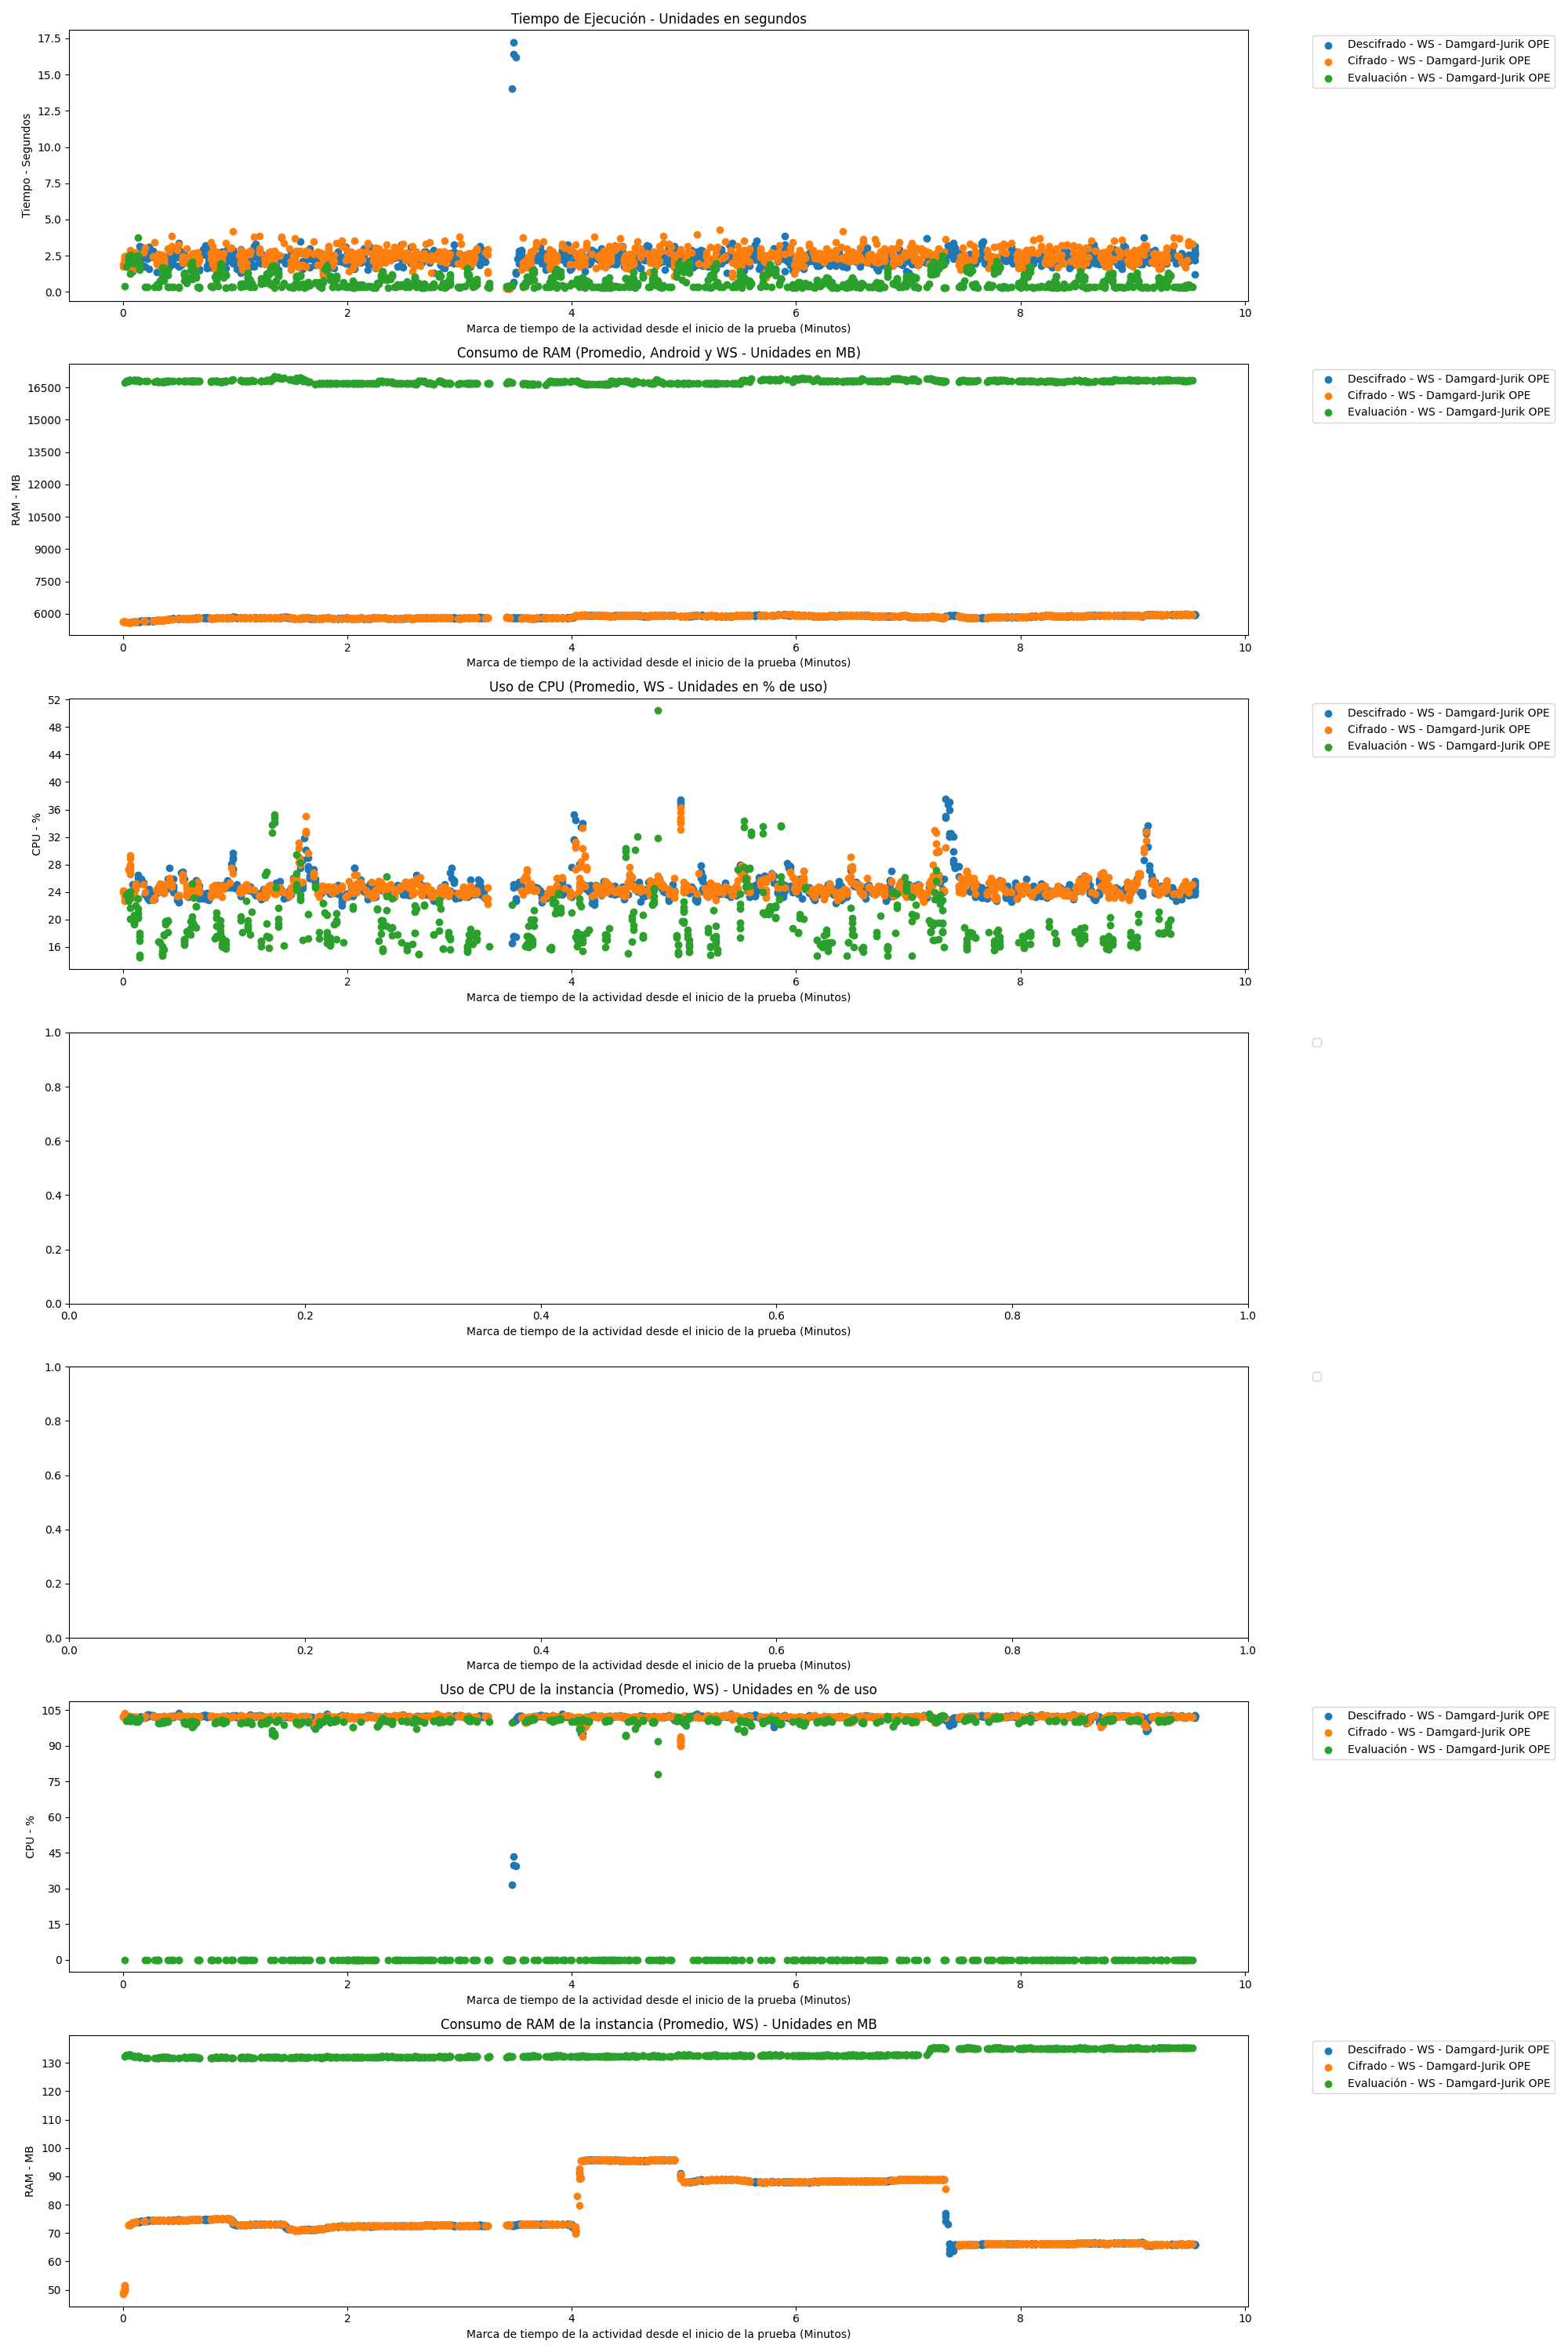 Tiempo de Ejecución - Unidades en segundos
17.5
15.0
12.5
10.0
7.5
5.0
2.5
0.0
Tiempo - Segundos
0 2 4 6 8 10
Marca de tiempo de la actividad desde el inicio de la prueba (Minutos)
Descifrado - WS - Damgard-Jurik OPE
Cifrado - WS - Damgard-Jurik OPE
Evaluación - WS - Damgard-Jurik OPE
Consumo de RAM (Promedio, Android y WS - Unidades en MB)
16500
15000
13500
12000
10500
9000
7500
6000
RAM - MB
0 2 4 6 8 10
Marca de tiempo de la actividad desde el inicio de la prueba (Minutos)
Descifrado - WS - Damgard-Jurik OPE
Cifrado - WS - Damgard-Jurik OPE
Evaluación - WS - Damgard-Jurik OPE
Uso de CPU (Promedio, WS - Unidades en % de uso)
52
48
44
40
36
32
28
24
20
16
CPU - %
0 2 4 6 8 10
Marca de tiempo de la actividad desde el inicio de la prueba (Minutos)
Descifrado - WS - Damgard-Jurik OPE
Cifrado - WS - Damgard-Jurik OPE
Evaluación - WS - Damgard-Jurik OPE
1.0
0.8
0.6
0.4
0.2
0.0
0.0 0.2 0.4 0.6 0.8 1.0
Marca de tiempo de la actividad desde el inicio de la prueba (Minutos)
1.0
0.8
0.6
0.4
0.2
0.0
0.0 0.2 0.4 0.6 0.8 1.0
Marca de tiempo de la actividad desde el inicio de la prueba (Minutos)
Uso de CPU de la instancia (Promedio, WS) - Unidades en % de uso
105
90
75
60
45
30
15
0
CPU - %
0 2 4 6 8 10
Marca de tiempo de la actividad desde el inicio de la prueba (Minutos)
Descifrado - WS - Damgard-Jurik OPE
Cifrado - WS - Damgard-Jurik OPE
Evaluación - WS - Damgard-Jurik OPE
Consumo de RAM de la instancia (Promedio, WS) - Unidades en MB
130
120
110
100
90
80
70
60
50
RAM - MB
0 2 4 6 8 10
Marca de tiempo de la actividad desde el inicio de la prueba (Minutos)
Descifrado - WS - Damgard-Jurik OPE
Cifrado - WS - Damgard-Jurik OPE
Evaluación - WS - Damgard-Jurik OPE